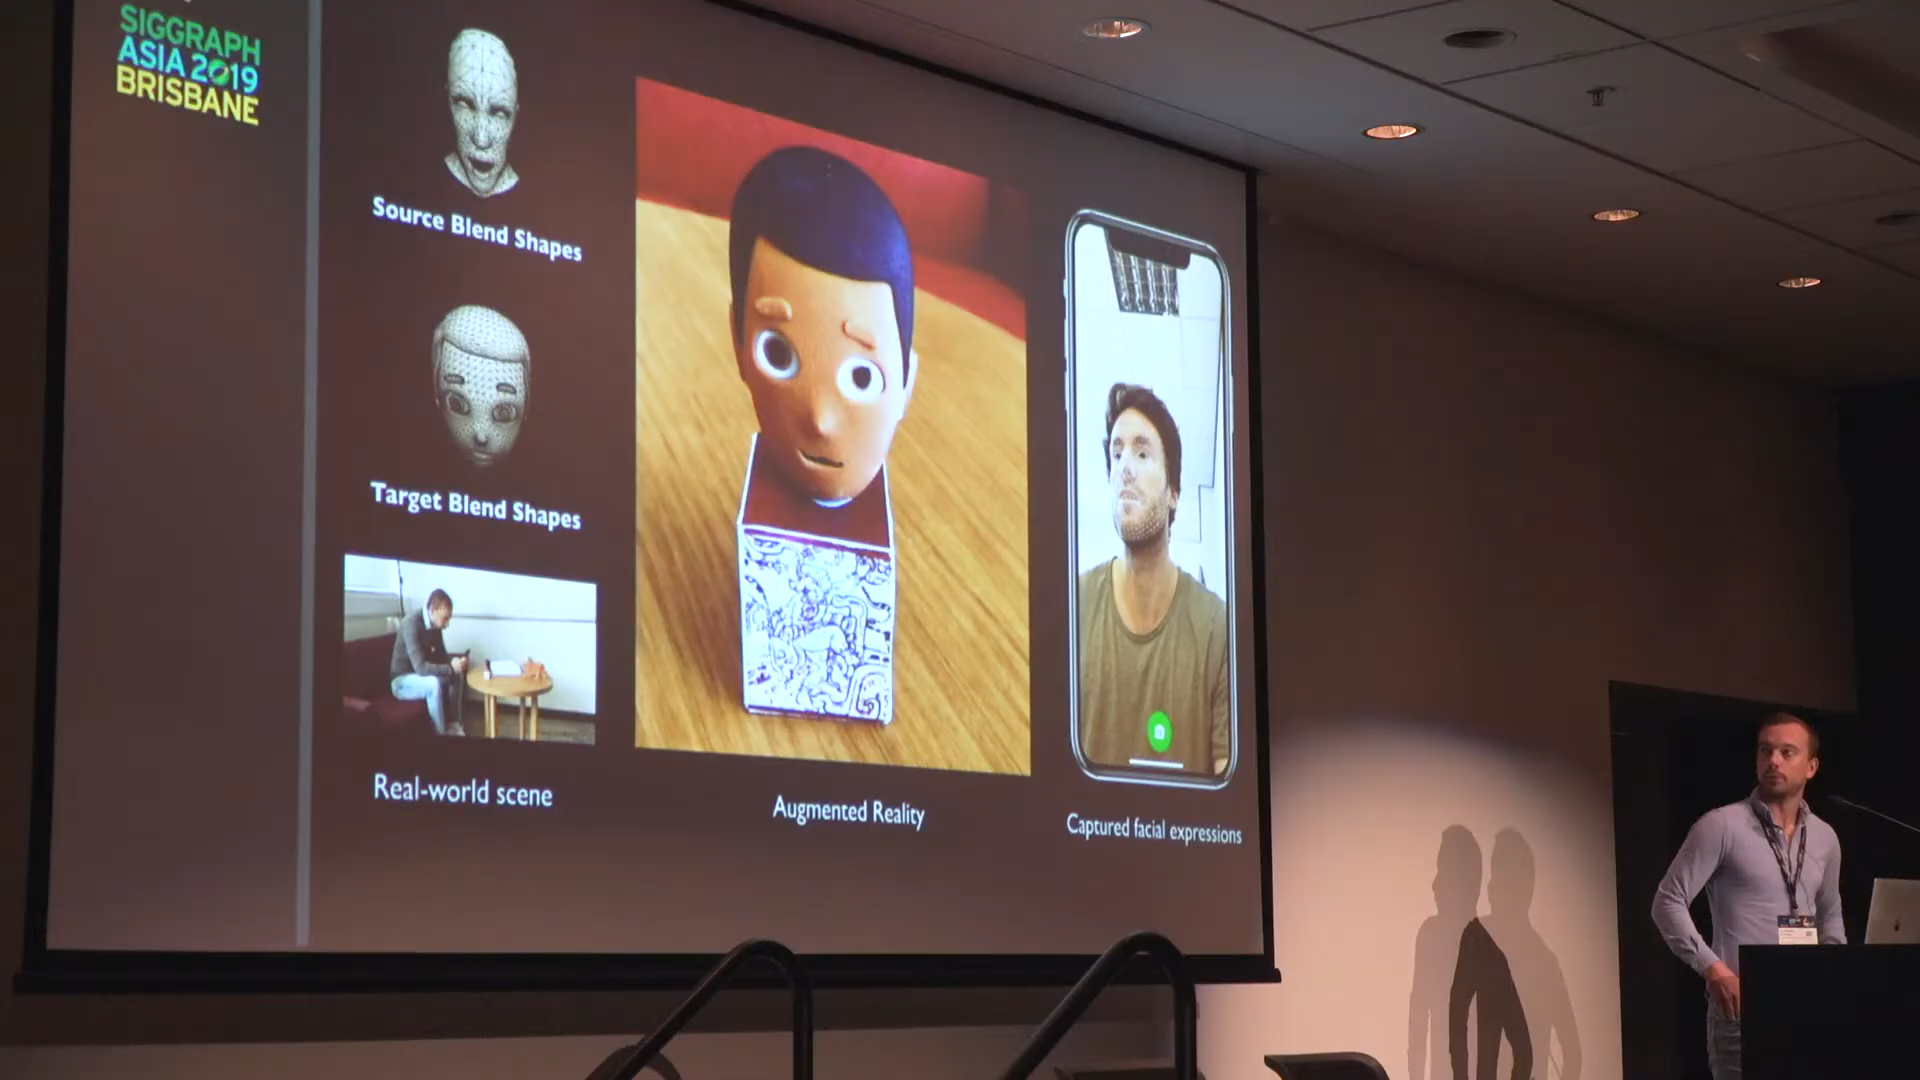 SIGGRAPH
ASIA 2019
BRISBANE
Source Blend Shapes
Target Blend Shapes
Real-world scene
Augmented Reality
Captured facial expressions